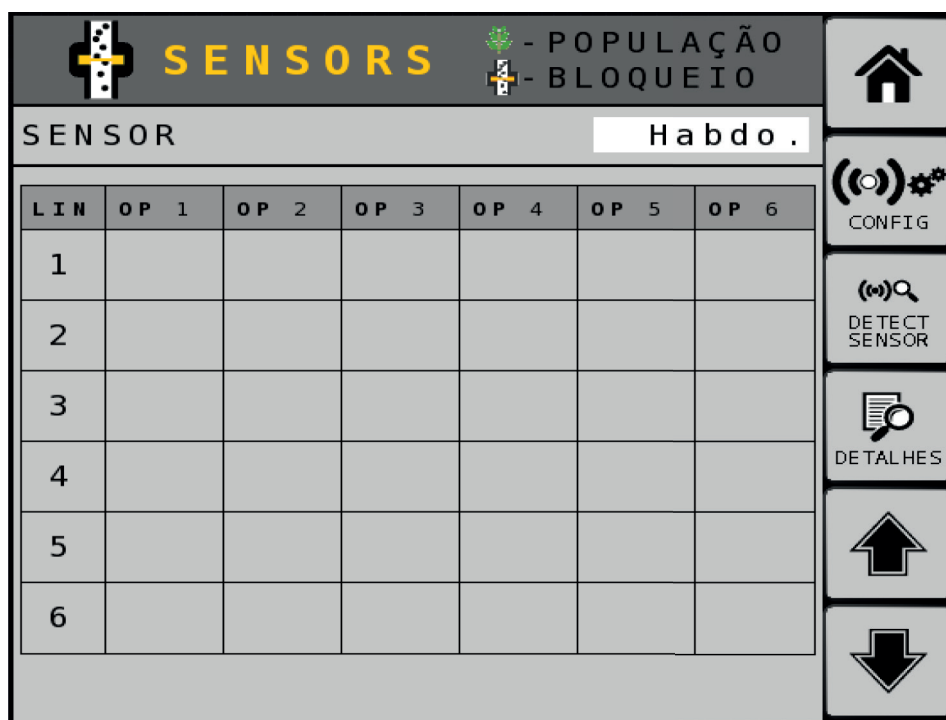 SENSORS
- POPULAÇÃO
- BLOQUEIO
SENSOR Habdo.
LIN OP 1 OP 2 OP 3 OP 4 OP 5 OP 6
1
2
3
4
5
6
CONFIG
DETECT
SENSOR
DETALHES